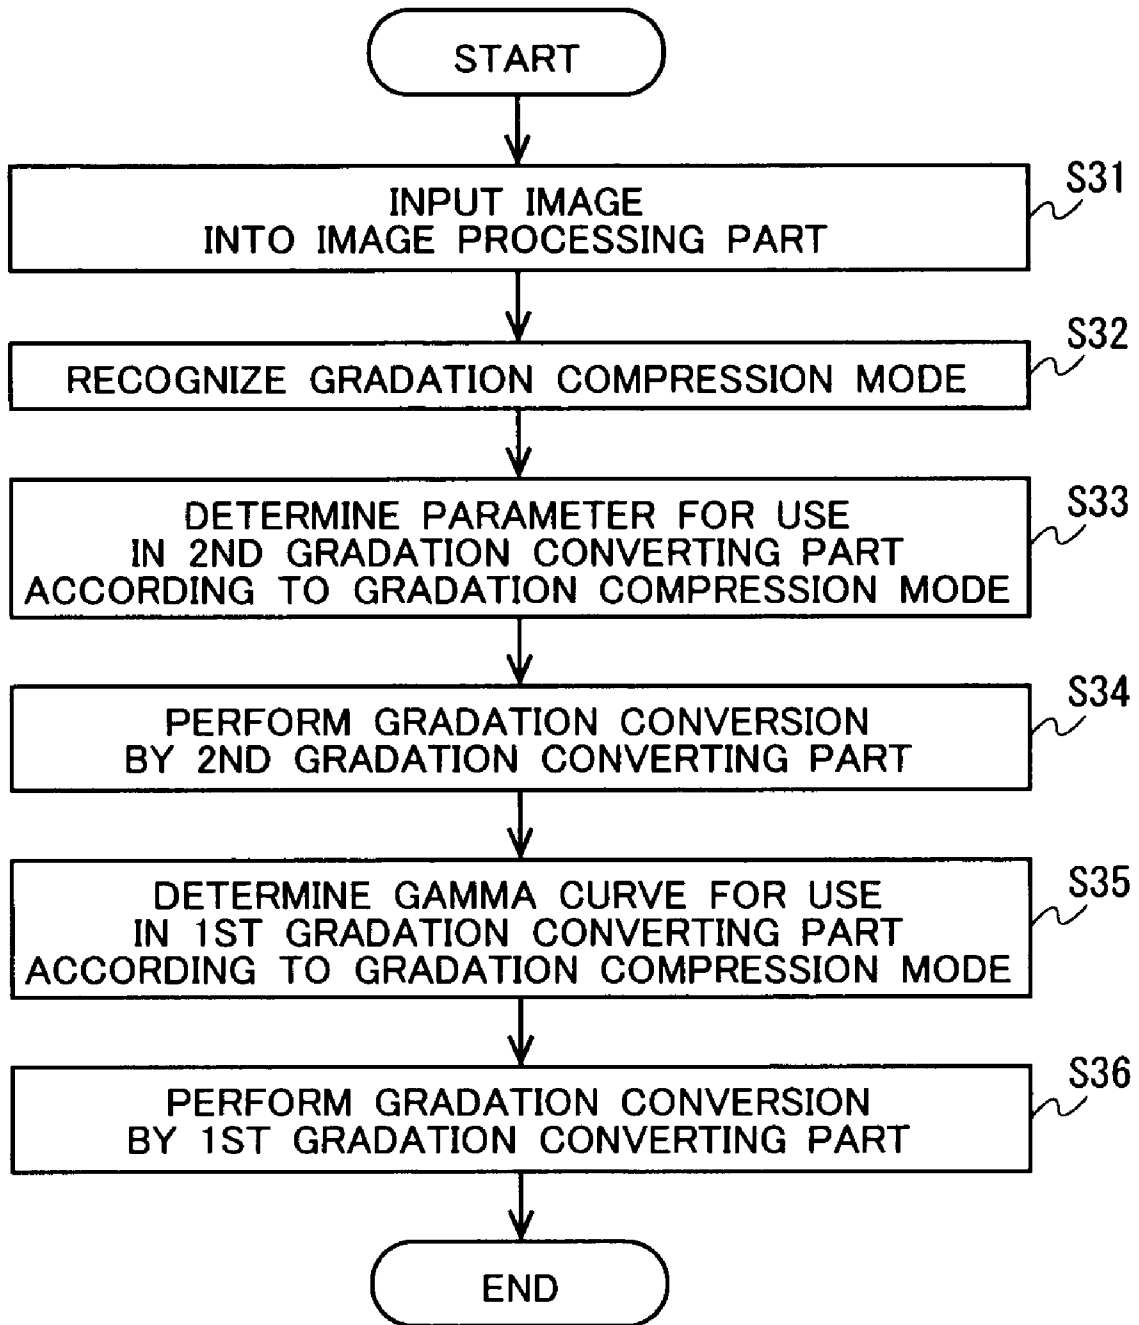 START
INPUT IMAGE
INTO IMAGE PROCESSING PART
S31
RECOGNIZE GRADATION COMPRESSION MODE
S32
DETERMINE PARAMETER FOR USE
IN 2ND GRADATION CONVERTING PART
ACCORDING TO GRADATION COMPRESSION MODE
S33
PERFORM GRADATION CONVERSION
BY 2ND GRADATION CONVERTING PART
S34
DETERMINE GAMMA CURVE FOR USE
IN 1ST GRADATION CONVERTING PART
ACCORDING TO GRADATION COMPRESSION MODE
S35
PERFORM GRADATION CONVERSION
BY 1ST GRADATION CONVERTING PART
S36
END